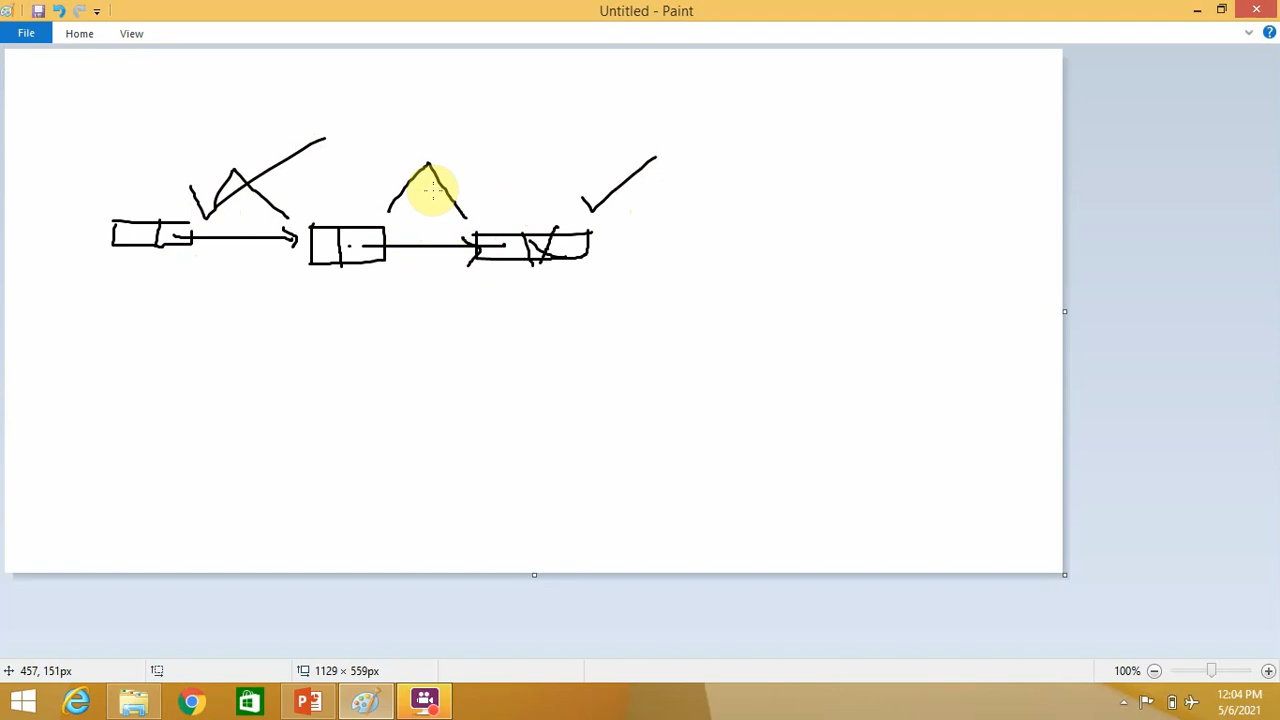 Untitled - Paint
File
Home
View
457, 151px
1129 × 559px
100%
12:04 PM
5/6/2021